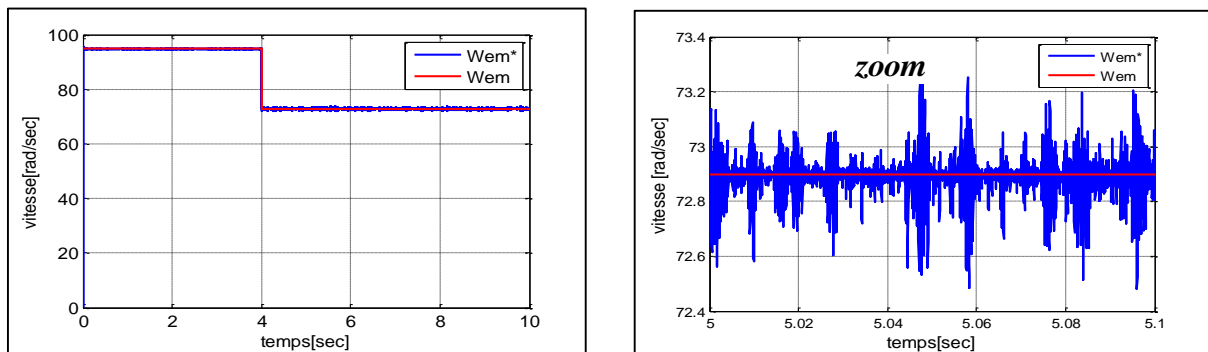 100
80
60
40
20
0
vitesse[rad/sec]
Wem*
Wem
0 2 4 6 8 10
temps[sec]
73.4
73.2
73
72.8
72.6
72.4
vitesse [rad/sec]
zoom
Wem*
Wem
5 5.02 5.04 5.06 5.08 5.1
temps[sec]